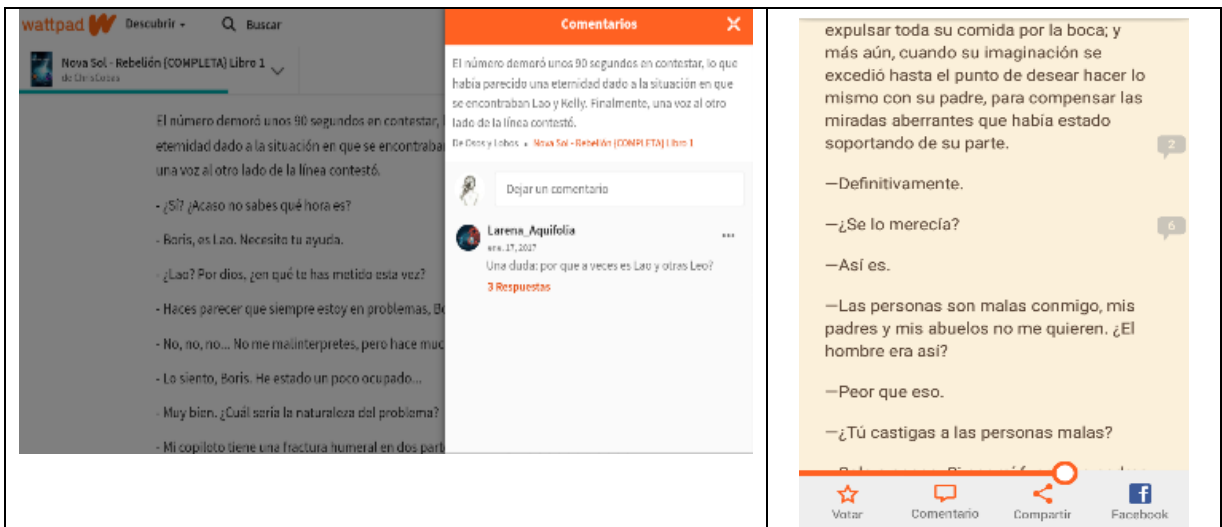 wattpad Descubrir Buscar
Nova Sol - Rebelión (COMPLETA) Libro 1
de ChrisCobas
El número demoró unos 90 segundos en contestar,
eternidad dado a la situación en que se encontraba
una voz al otro lado de la línea contestó.
- ¿Sí? ¿Acaso no sabes qué hora es?
- Boris, es Lao. Necesito tu ayuda.
- ¿Lao? Por dios, ¿en qué te has metido esta vez?
- Haces parecer que siempre estoy en problemas, Bo
- No, no, no... No me malinterpretes, pero hace muc
- Lo siento, Boris. He estado un poco ocupado...
- Muy bien. ¿Cuál sería la naturaleza del problema?
- Mi copiloto tiene una fractura humeral en dos part
Comentarios
El número demoró unos 90 segundos en contestar, lo que
había parecido una eternidad dado a la situación en que
se encontraban Lao y Kelly. Finalmente, una voz al otro
lado de la línea contestó.
De Osos y Lobos • Nova Sol - Rebelión (COMPLETA) Libro 1
Dejar un comentario
Larena_Aquifolia
ene. 17, 2017
Una duda: por que a veces es Lao y otras Leo?
3 Respuestas
expulsar toda su comida por la boca; y
más aún, cuando su imaginación se
excedió hasta el punto de desear hacer lo
mismo con su padre, para compensar las
miradas aberrantes que había estado
soportando de su parte.
2
—Definitivamente.
—¿Se lo merecía?
6
—Así es.
—Las personas son malas conmigo, mis
padres y mis abuelos no me quieren. ¿El
hombre era así?
—Peor que eso.
—¿Tú castigas a las personas malas?
Votar Comentario Compartir Facebook